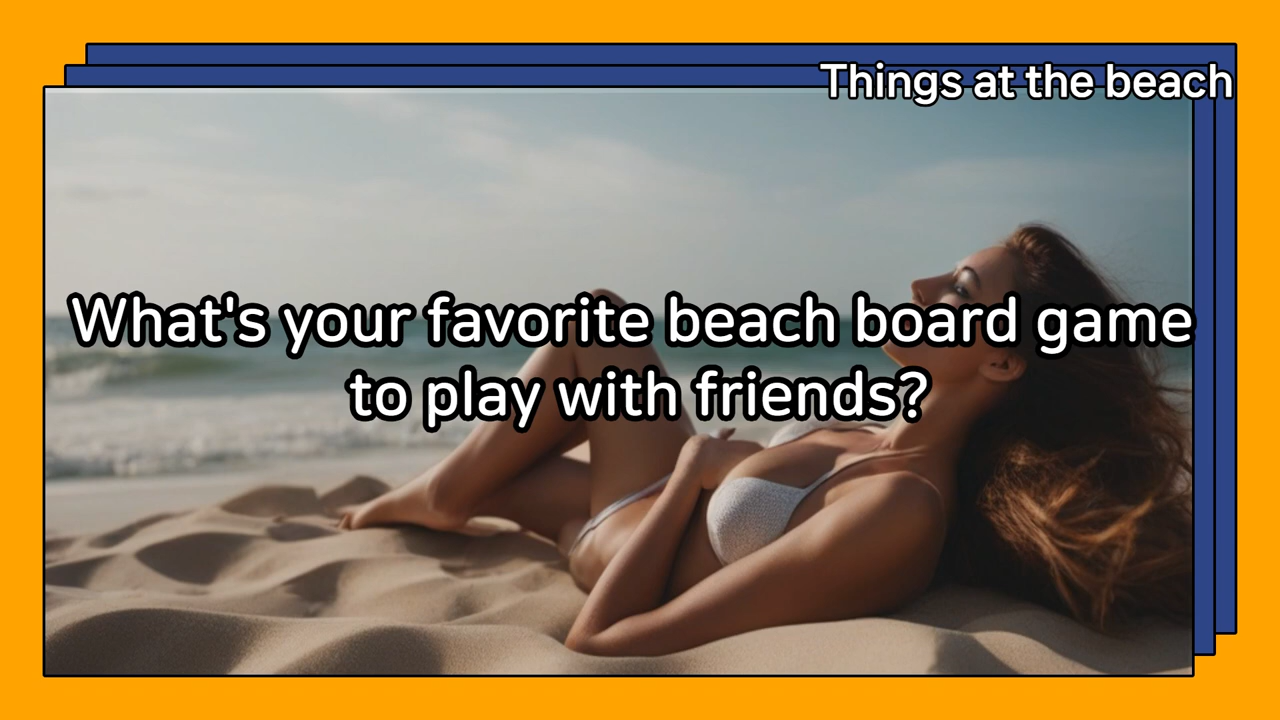 Things at the beach
What's your favorite beach board game
to play with friends?